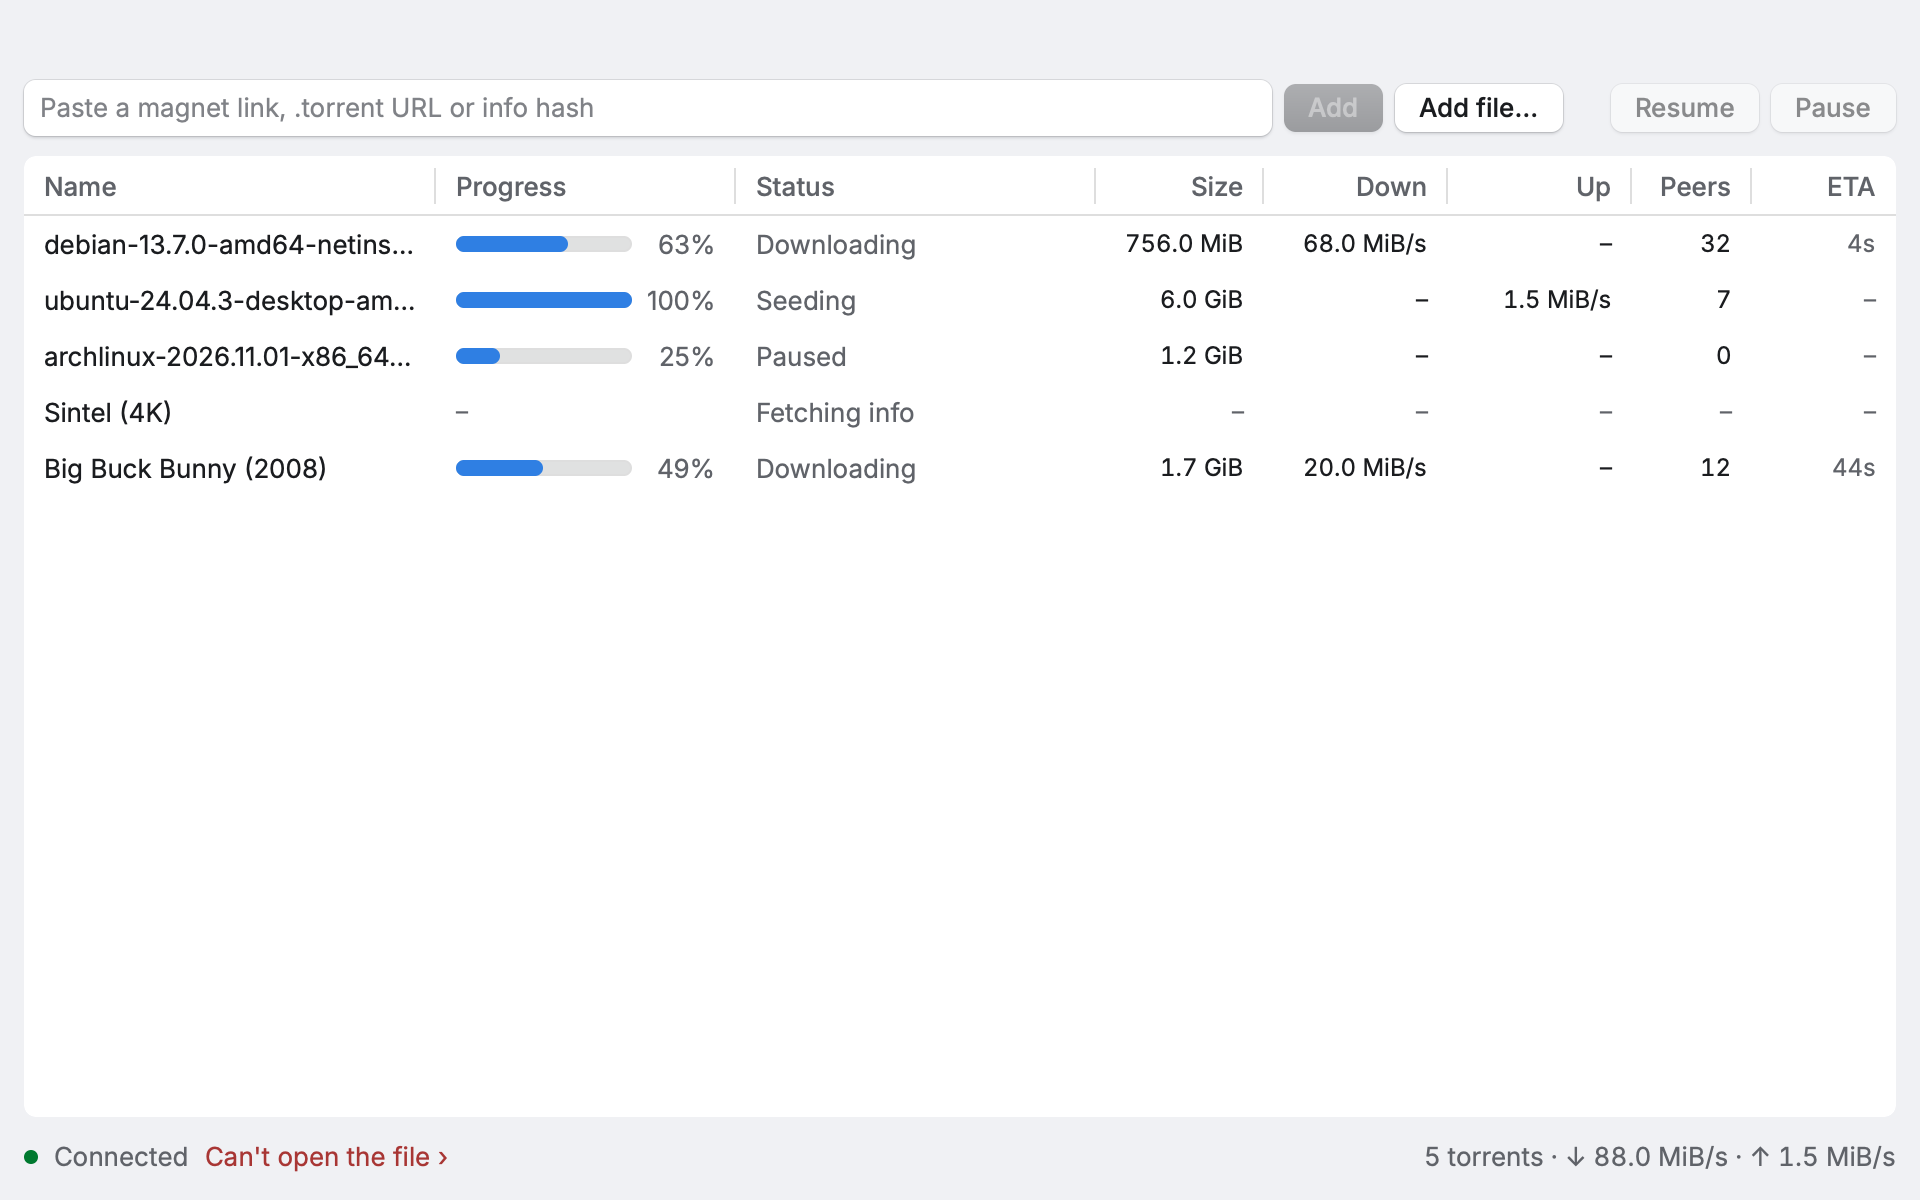 Paste a magnet link, .torrent URL or info hash Add Add file... Resume Pause
Name Progress Status Size Down Up Peers ETA
debian-13.7.0-amd64-netins... 63% Downloading 756.0 MiB 68.0 MiB/s – 32 4s
ubuntu-24.04.3-desktop-am... 100% Seeding 6.0 GiB – 1.5 MiB/s 7 –
archlinux-2026.11.01-x86_64... 25% Paused 1.2 GiB – – 0 –
Sintel (4K) – Fetching info – – – – –
Big Buck Bunny (2008) 49% Downloading 1.7 GiB 20.0 MiB/s – 12 44s
Connected Can't open the file › 5 torrents · ↓ 88.0 MiB/s · ↑ 1.5 MiB/s